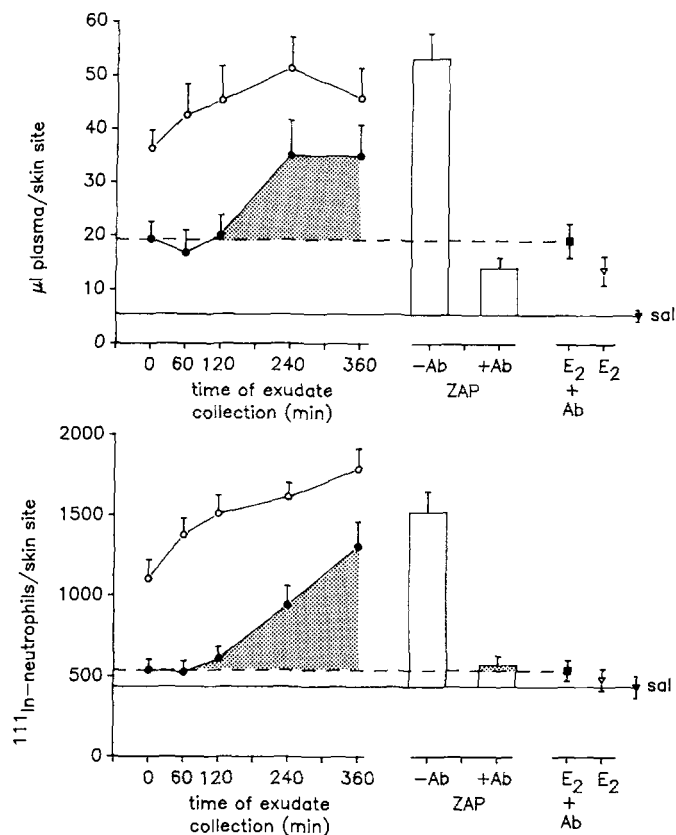 μl plasma/skin site
60
50
40
30
20
10
0
sal
0 60 120 240 360
time of exudate
collection (min)
-Ab +Ab
ZAP
E2 E2
+
Ab
111In-neutrophils/skin site
2000
1500
1000
500
0
sal
0 60 120 240 360
time of exudate
collection (min)
-Ab +Ab
ZAP
E2 E2
+
Ab